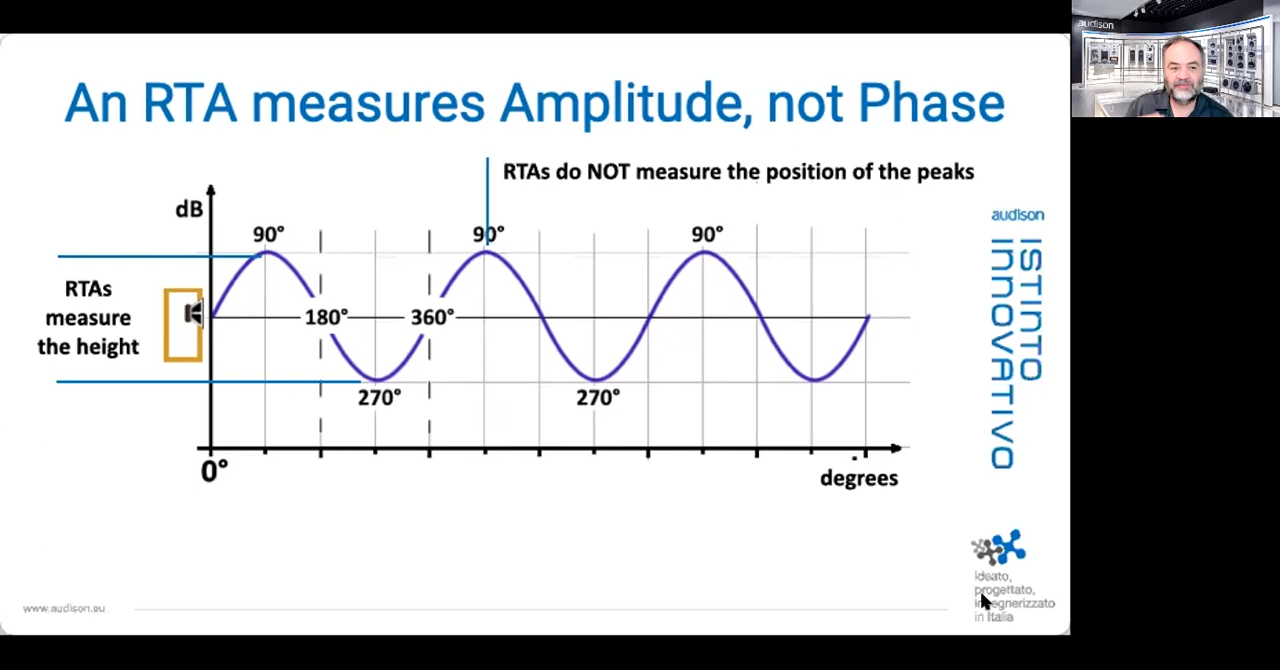 audison
An RTA measures Amplitude, not Phase
RTAs do NOT measure the position of the peaks
dB
90°
90°
90°
RTAs
measure
the height
180°
360°
270°
270°
0°
degrees
audison
ISTINTO
INNOVATIVO
Ideato,
progettato,
ingegnerizzato
in Italia
www.audison.eu